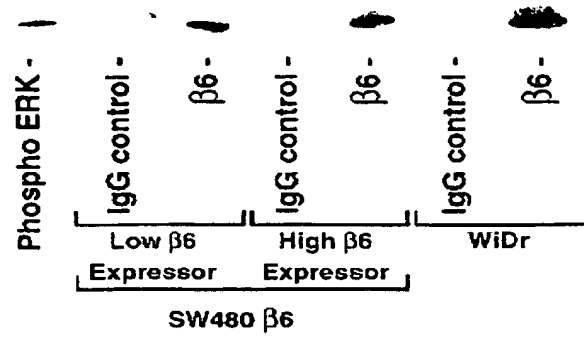 Phospho ERK -
IgG control -
β6 -
IgG control -
β6 -
IgG control -
β6 -
Low β6
Expressor
High β6
Expressor
WiDr
SW480 β6